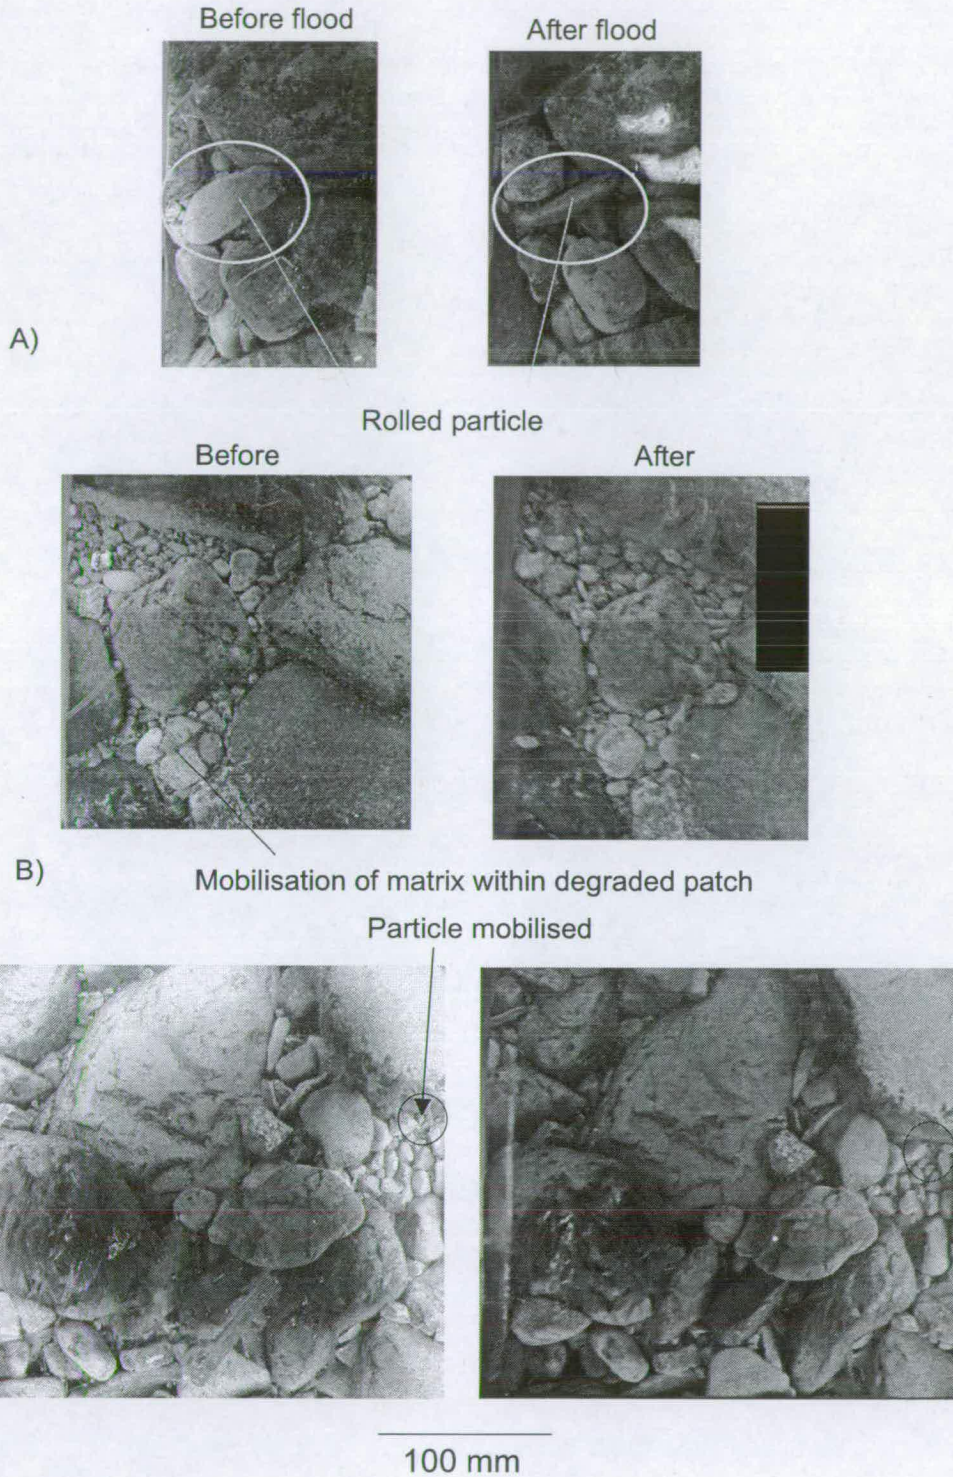 Before flood
After flood
A)
Rolled particle
Before
After
B)
Mobilisation of matrix within degraded patch
Particle mobilised
100 mm